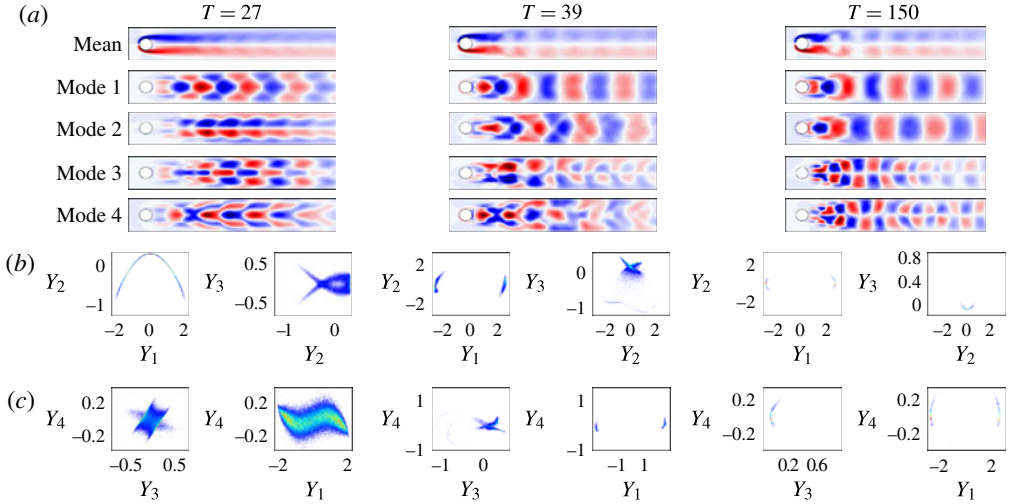 (a) T = 27 T = 39 T = 150
Mean
Mode 1
Mode 2
Mode 3
Mode 4
(b)
Y2 0 −1 −2 0 2 Y1
Y3 0.5 −0.5 −1 0 Y2
Y2 2 −2 −2 0 2 Y1
Y3 0 −1 −2 0 2 Y2
Y2 2 −2 −2 0 2 Y1
Y3 0.8 0.4 0 −2 0 2 Y2
(c)
Y4 0.2 −0.2 −0.5 0.5 Y3
Y4 0.2 −0.2 −2 2 Y1
Y4 1 −1 −1 0 Y3
Y4 1 −1 −1 1 Y1
Y4 0.2 −0.2 0.2 0.6 Y3
Y4 0.2 −0.2 −2 2 Y1